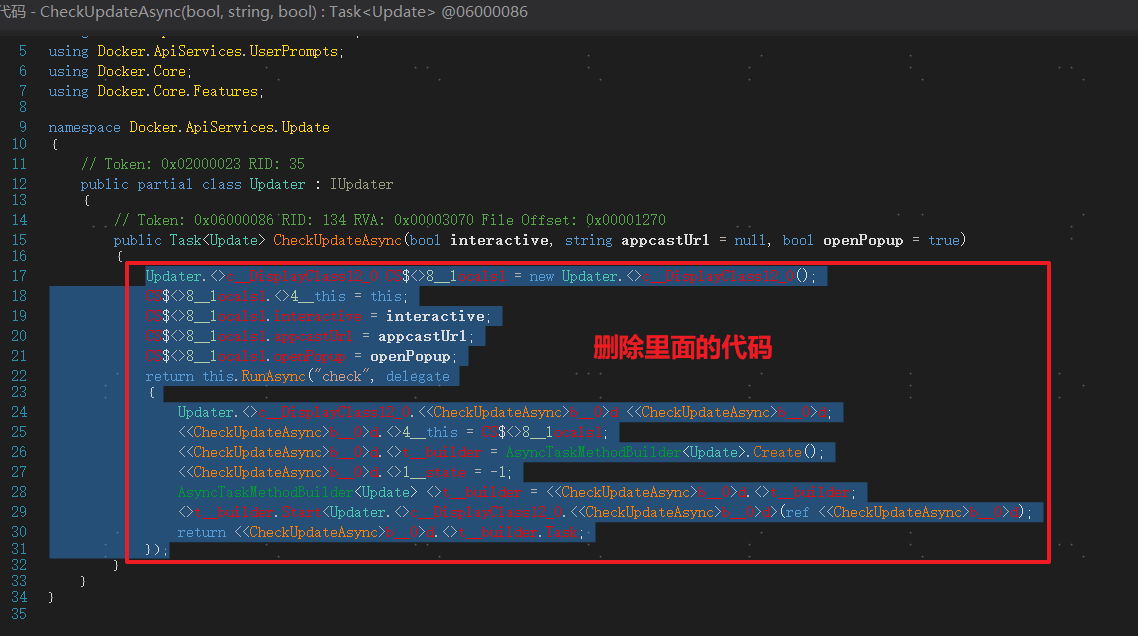 代码 - CheckUpdateAsync(bool, string, bool) : Task<Update> @06000086
5 using Docker.ApiServices.UserPrompts;
6 using Docker.Core;
7 using Docker.Core.Features;
8
9 namespace Docker.ApiServices.Update
10 {
11 // Token: 0x02000023 RID: 35
12 public partial class Updater : IUpdater
13 {
14 // Token: 0x06000086 RID: 134 RVA: 0x00003070 File Offset: 0x00001270
15 public Task<Update> CheckUpdateAsync(bool interactive, string appcastUrl = null, bool openPopup = true)
16 {
17 Updater.<>c__DisplayClass12_0 CS$<>8__locals1 = new Updater.<>c__DisplayClass12_0();
18 CS$<>8__locals1.<>4__this = this;
19 CS$<>8__locals1.interactive = interactive;
20 CS$<>8__locals1.appcastUrl = appcastUrl;
21 CS$<>8__locals1.openPopup = openPopup;
删除里面的代码
22 return this.RunAsync("check", delegate
23 {
24 Updater.<>c__DisplayClass12_0.<<CheckUpdateAsync>b__0>d <<CheckUpdateAsync>b__0>d;
25 <<CheckUpdateAsync>b__0>d.<>4__this = CS$<>8__locals1;
26 <<CheckUpdateAsync>b__0>d.<>t__builder = AsyncTaskMethodBuilder<Update>.Create();
27 <<CheckUpdateAsync>b__0>d.<>1__state = -1;
28 AsyncTaskMethodBuilder<Update> <>t__builder = <<CheckUpdateAsync>b__0>d.<>t__builder;
29 <>t__builder.Start<Updater.<>c__DisplayClass12_0.<<CheckUpdateAsync>b__0>d>(ref <<CheckUpdateAsync>b__0>d);
30 return <<CheckUpdateAsync>b__0>d.<>t__builder.Task;
31 });
32 }
33 }
34 }
35